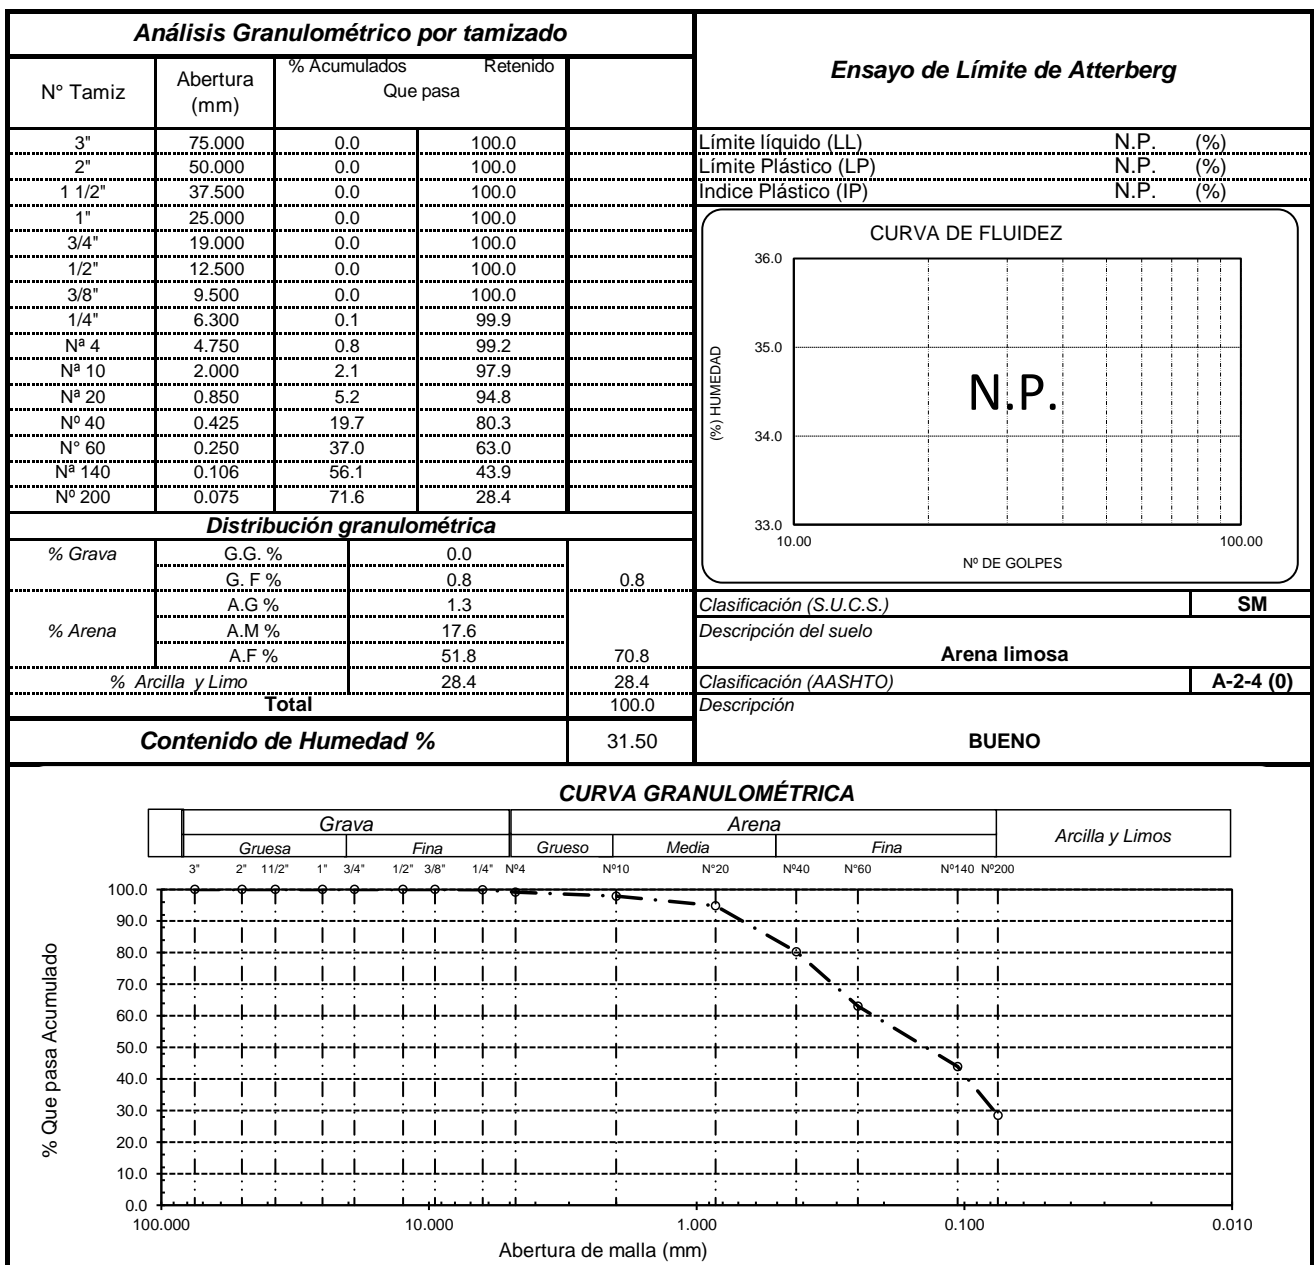 Análisis Granulométrico por tamizado
N° Tamiz Abertura (mm) % Acumulados Retenido
Que pasa
3" 75.000 0.0 100.0
2" 50.000 0.0 100.0
1 1/2" 37.500 0.0 100.0
1" 25.000 0.0 100.0
3/4" 19.000 0.0 100.0
1/2" 12.500 0.0 100.0
3/8" 9.500 0.0 100.0
1/4" 6.300 0.1 99.9
Nª 4 4.750 0.8 99.2
Nª 10 2.000 2.1 97.9
Nª 20 0.850 5.2 94.8
Nº 40 0.425 19.7 80.3
N° 60 0.250 37.0 63.0
Nª 140 0.106 56.1 43.9
Nº 200 0.075 71.6 28.4
Distribución granulométrica
% Grava G.G. % 0.0
G. F % 0.8 0.8
A.G % 1.3
% Arena A.M % 17.6
A.F % 51.8 70.8
% Arcilla y Limo 28.4 28.4
Total 100.0
Contenido de Humedad % 31.50
Ensayo de Límite de Atterberg
Límite líquido (LL) N.P. (%)
Límite Plástico (LP) N.P. (%)
Indice Plástico (IP) N.P. (%)
CURVA DE FLUIDEZ
36.0
35.0
34.0
33.0
(%) HUMEDAD
N.P.
10.00 100.00
Nº DE GOLPES
Clasificación (S.U.C.S.) SM
Descripción del suelo
Arena limosa
Clasificación (AASHTO) A-2-4 (0)
Descripción
BUENO
CURVA GRANULOMÉTRICA
Grava Arena Arcilla y Limos
Gruesa Fina Grueso Media Fina
3" 2" 11/2" 1" 3/4" 1/2" 3/8" 1/4" Nº4 Nº10 Nº20 Nº40 Nº60 Nº140 Nº200
100.0
90.0
80.0
70.0
60.0
50.0
40.0
30.0
20.0
10.0
0.0
% Que pasa Acumulado
100.000 10.000 1.000 0.100 0.010
Abertura de malla (mm)